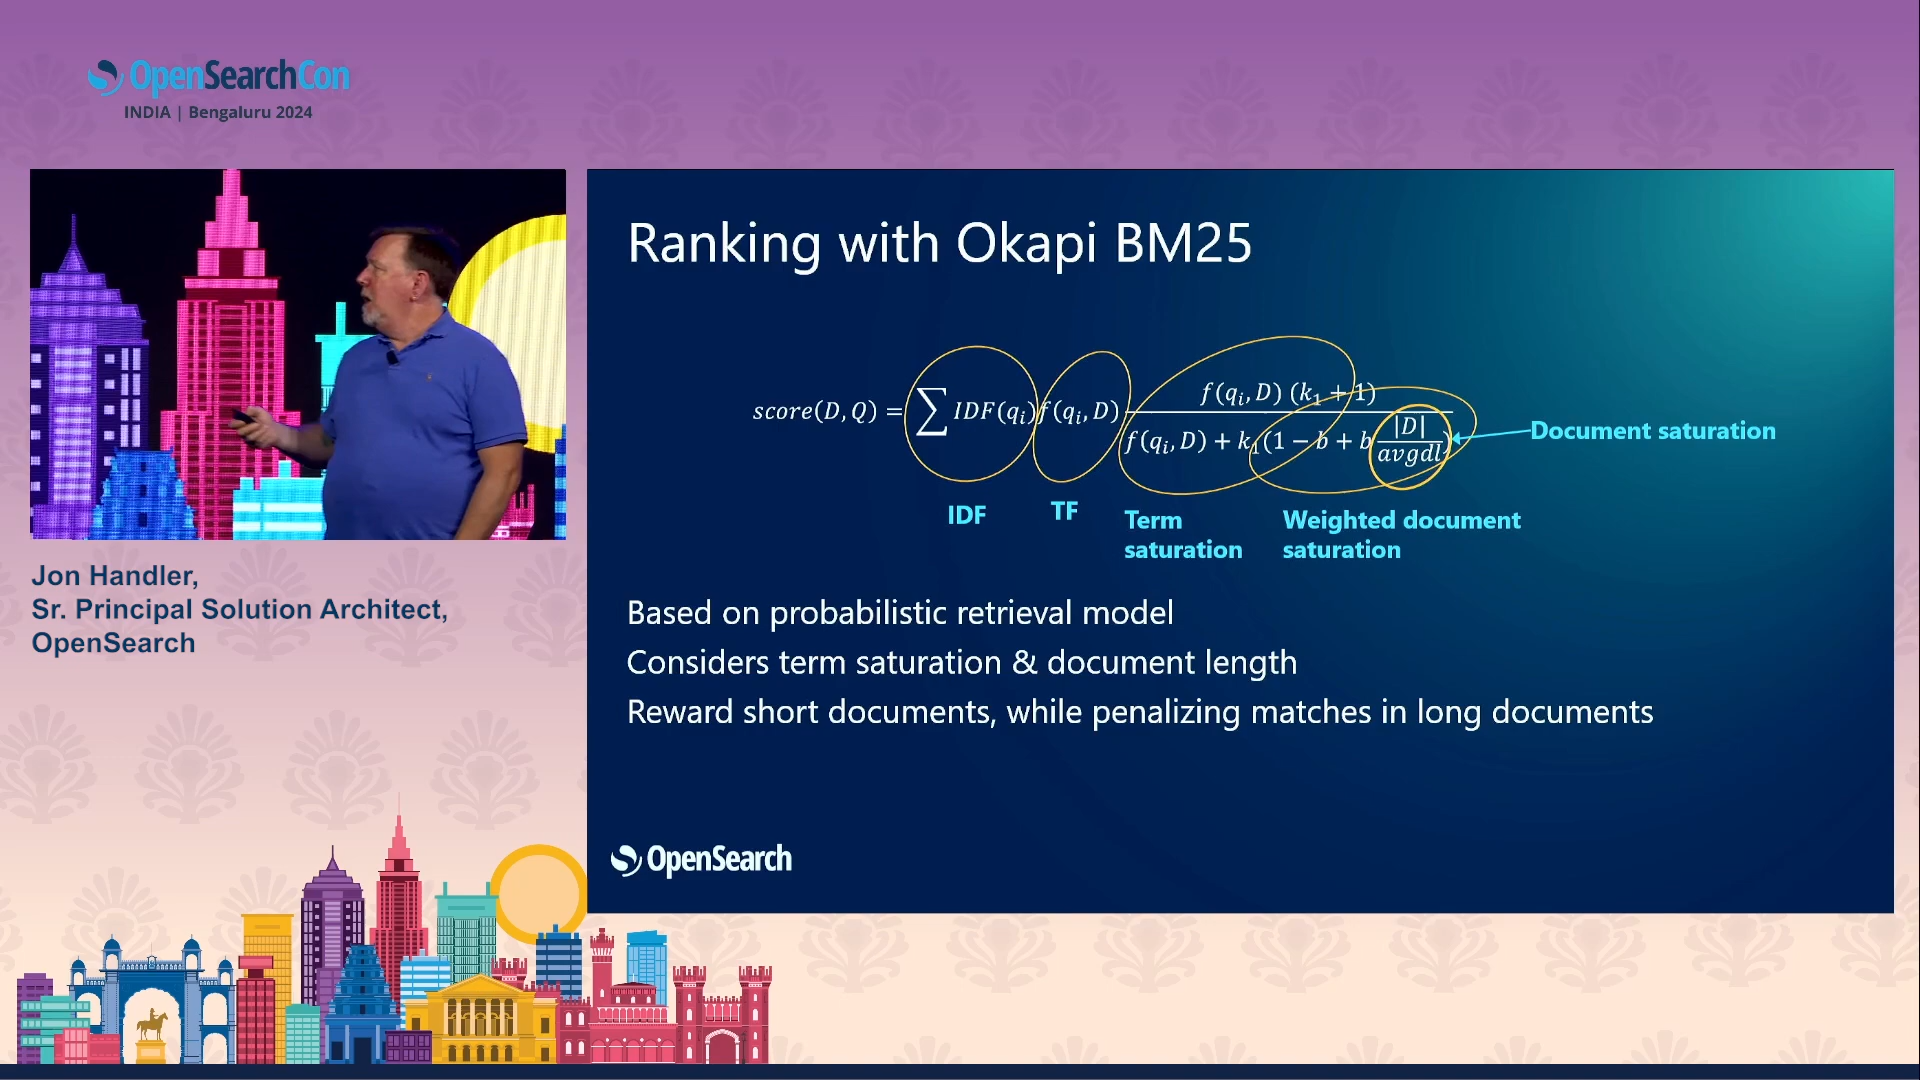 OpenSearchCon
INDIA | Bengaluru 2024
Jon Handler,
Sr. Principal Solution Architect,
OpenSearch
Ranking with Okapi BM25
score(D, Q) = ∑ IDF(qᵢ) f(qᵢ, D) f(qᵢ, D) (k₁ + 1)
f(qᵢ, D) + k₁(1 − b + b |D|
avgdl)
Document saturation
IDF
TF
Term
saturation
Weighted document
saturation
Based on probabilistic retrieval model
Considers term saturation & document length
Reward short documents, while penalizing matches in long documents
OpenSearch